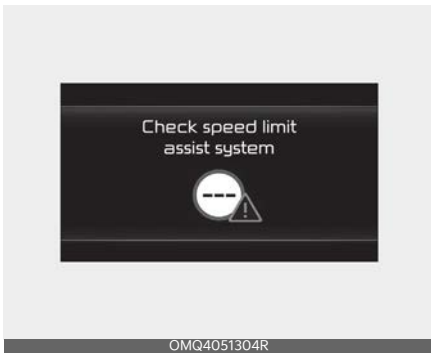 Check speed limit
assist system
---
OMQ4051304R